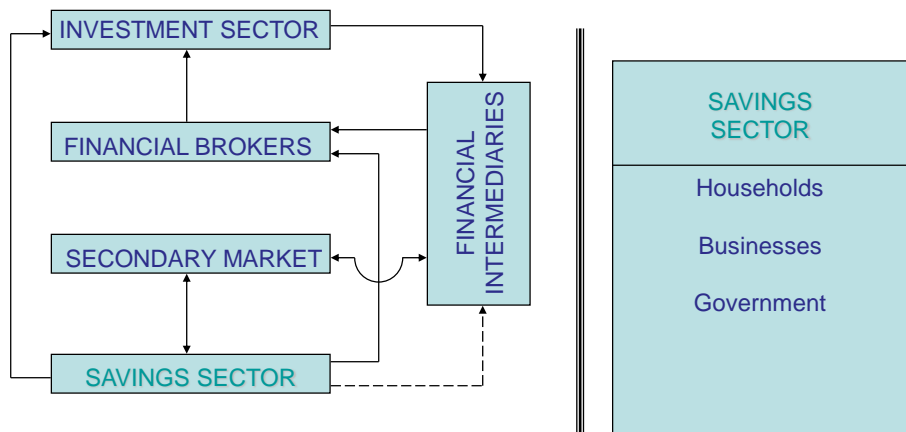 INVESTMENT SECTOR
FINANCIAL BROKERS
SECONDARY MARKET
SAVINGS SECTOR
FINANCIAL
INTERMEDIARIES
SAVINGS
SECTOR
Households
Businesses
Government